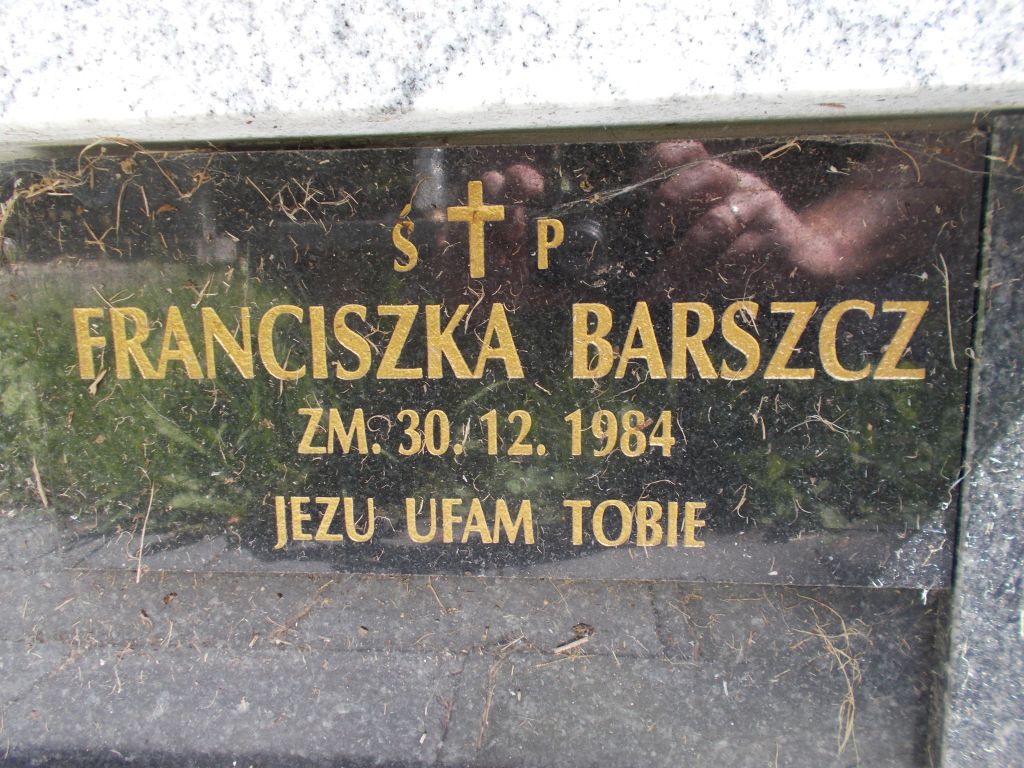 Ś P
FRANCISZKA BARSZCZ
ZM. 30. 12. 1984
JEZU UFAM TOBIE